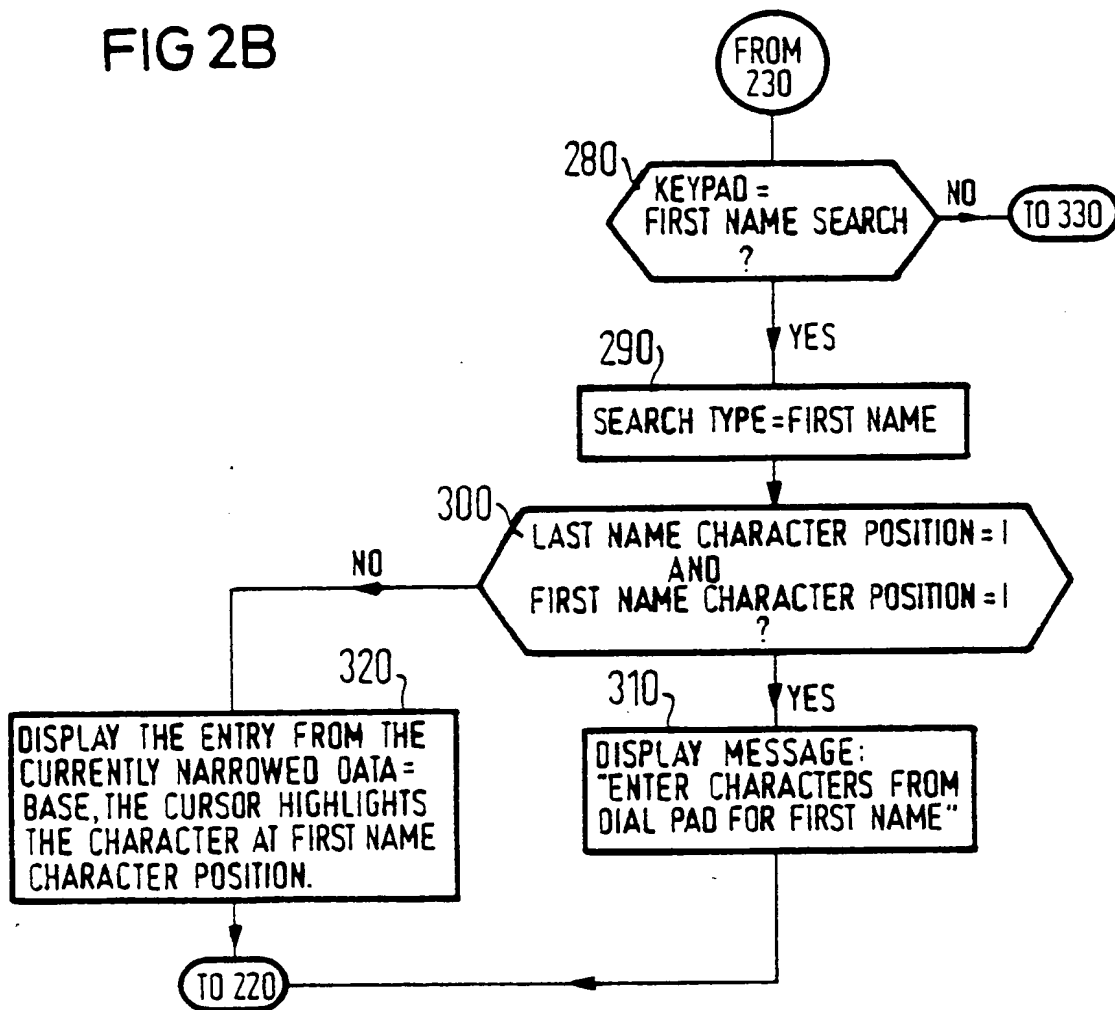 FIG 2B
FROM
230
280
KEYPAD =
FIRST NAME SEARCH
?
NO
TO 330
YES
290
SEARCH TYPE=FIRST NAME
300
LAST NAME CHARACTER POSITION = 1
AND
FIRST NAME CHARACTER POSITION = 1
?
NO
YES
320
DISPLAY THE ENTRY FROM THE
CURRENTLY NARROWED DATA=
BASE, THE CURSOR HIGHLIGHTS
THE CHARACTER AT FIRST NAME
CHARACTER POSITION.
310
DISPLAY MESSAGE:
"ENTER CHARACTERS FROM
DIAL PAD FOR FIRST NAME"
TO 220